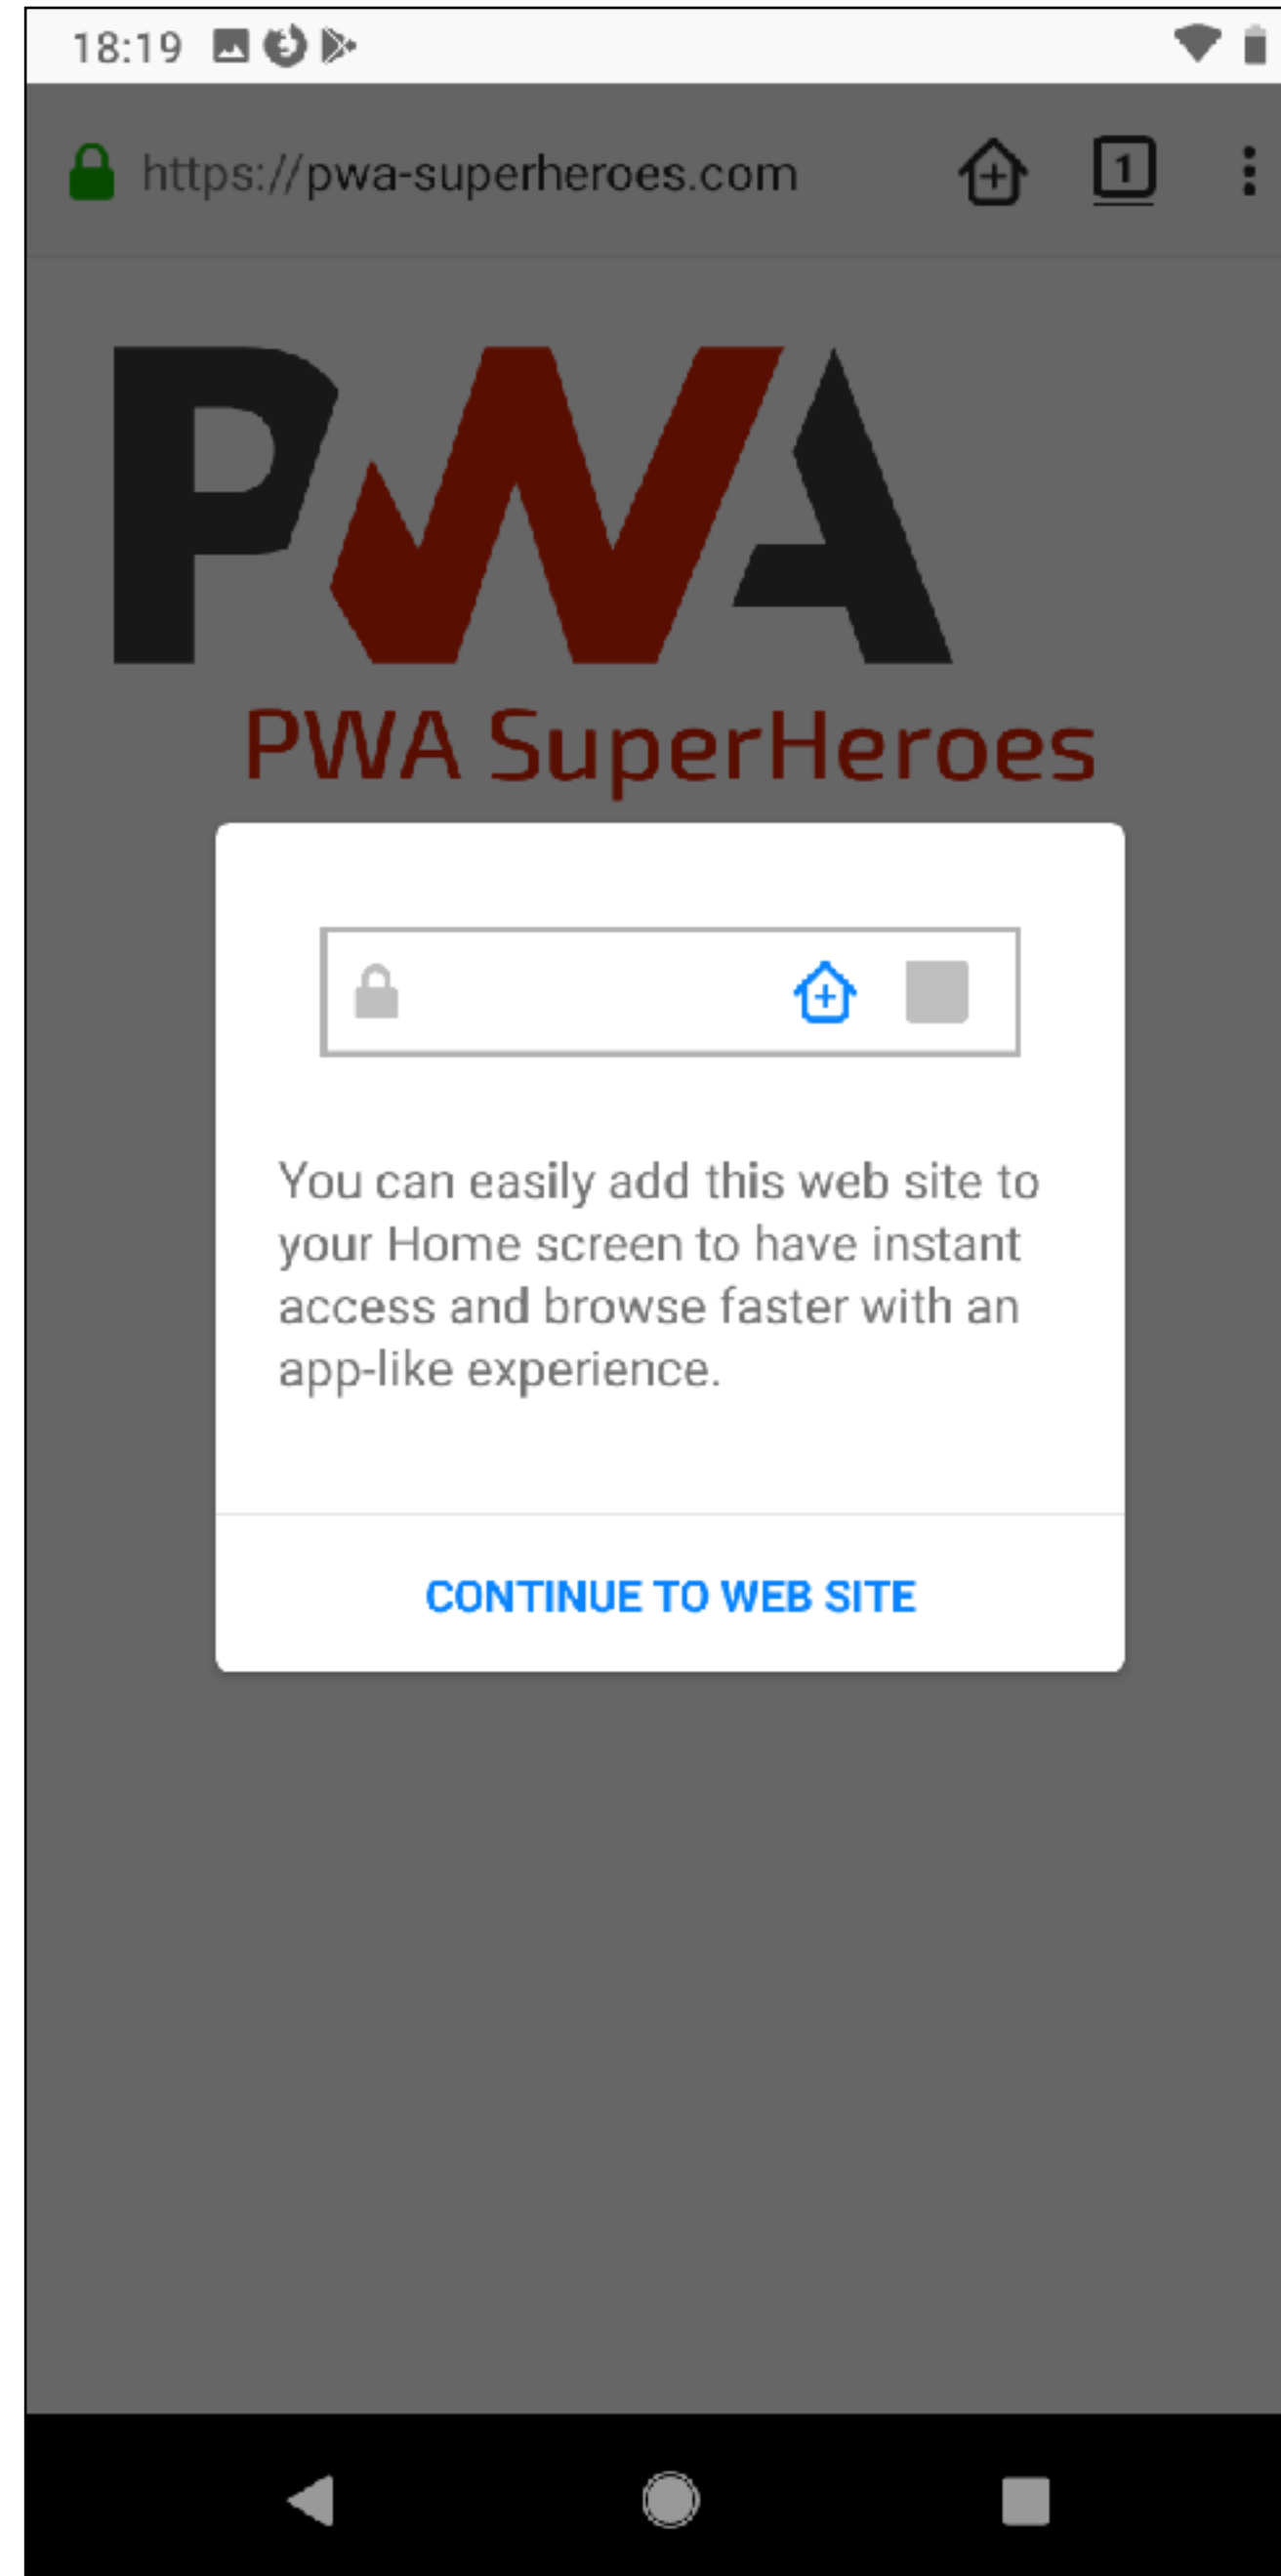 18:19
https://pwa-superheroes.com
1
PWA
PWA SuperHeroes
You can easily add this web site to
your Home screen to have instant
access and browse faster with an
app-like experience.
CONTINUE TO WEB SITE